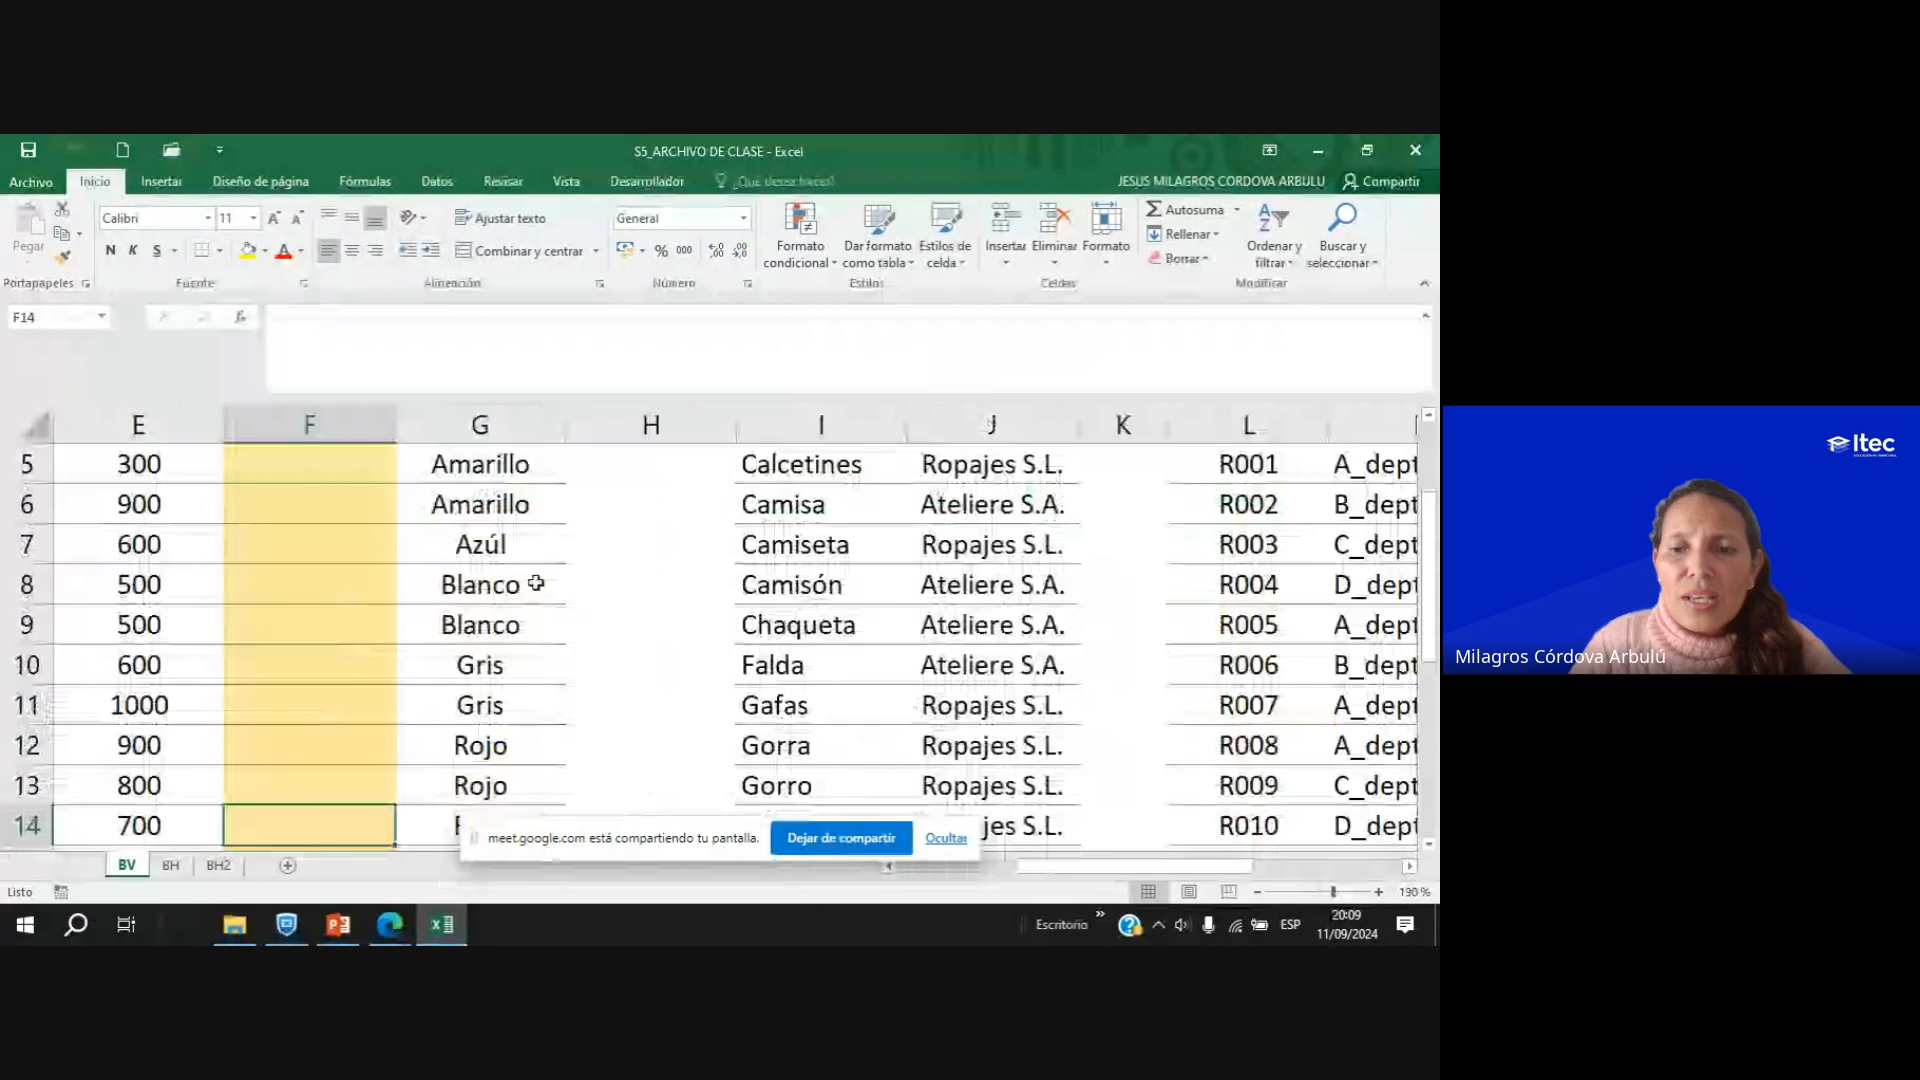 S5_ARCHIVO DE CLASE - Excel
Archivo Inicio Insertar Diseño de página Fórmulas Datos Revisar Vista Desarrollador ¿Qué desea hacer? JESUS MILAGROS CORDOVA ARBULU Compartir
Calibri 11 Ajustar texto General Autosuma
Pegar Formato Dar formato Estilos de Insertar Eliminar Formato Rellenar Ordenar y Buscar y
N K S Combinar y centrar % 000 condicional como tabla celda Borrar filtrar seleccionar
Portapapeles Fuente Alineación Número Estilos Celdas Modificar
F14 fx
E F G H I J K L
5 300 Amarillo Calcetines Ropajes S.L. R001 A_dept
6 900 Amarillo Camisa Ateliere S.A. R002 B_dept
7 600 Azúl Camiseta Ropajes S.L. R003 C_dept
8 500 Blanco Camisón Ateliere S.A. R004 D_dept
9 500 Blanco Chaqueta Ateliere S.A. R005 A_dept
10 600 Gris Falda Ateliere S.A. R006 B_dept
11 1000 Gris Gafas Ropajes S.L. R007 A_dept
12 900 Rojo Gorra Ropajes S.L. R008 A_dept
13 800 Rojo Gorro Ropajes S.L. R009 C_dept
14 700 jes S.L. R010 D_dept
meet.google.com está compartiendo tu pantalla. Dejar de compartir Ocultar
BV BH BH2
Listo 190 %
Escritorio ESP 20:09
11/09/2024
Itec
Milagros Córdova Arbulú